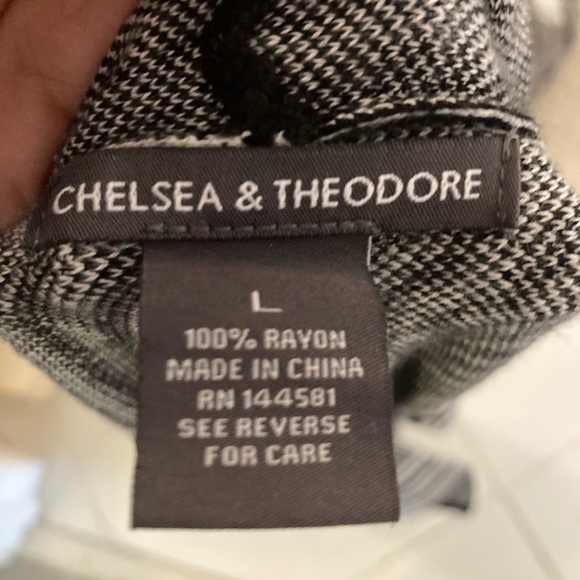 CHELSEA & THEODORE
L
100% RAYON
MADE IN CHINA
RN 144581
SEE REVERSE
FOR CARE